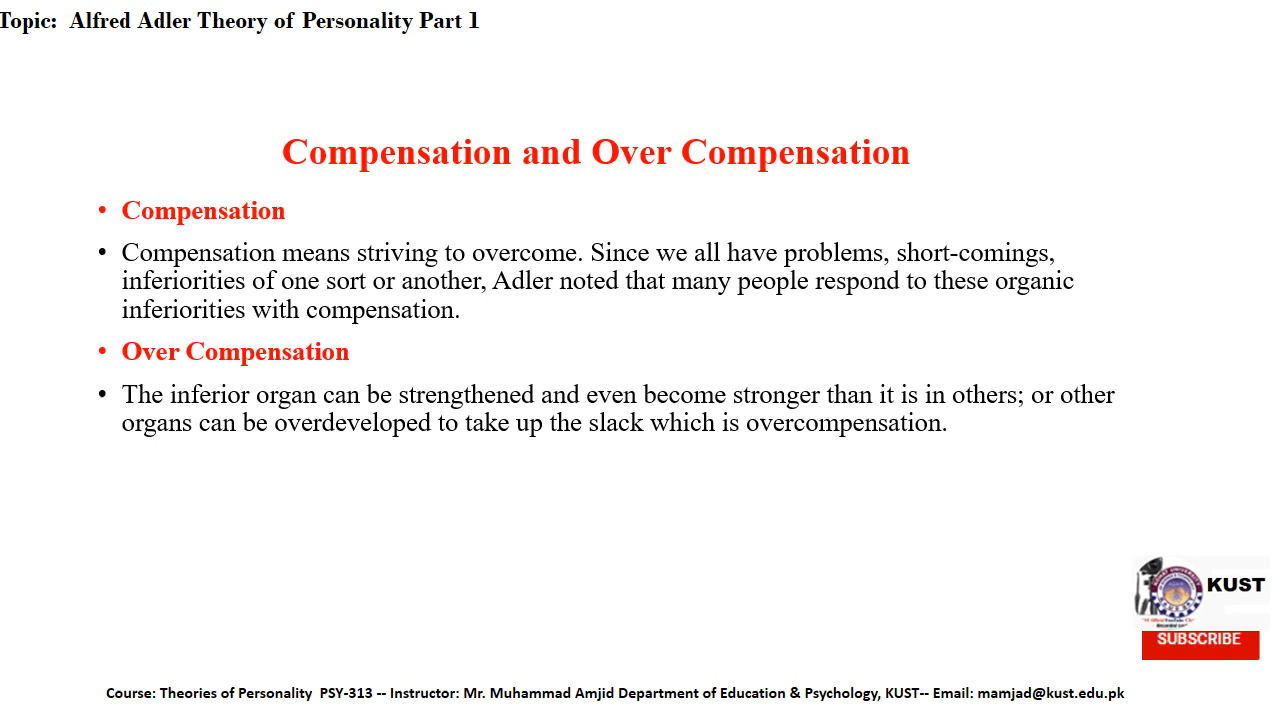 Topic: Alfred Adler Theory of Personality Part 1
Compensation and Over Compensation
• Compensation
• Compensation means striving to overcome. Since we all have problems, short-comings,
inferiorities of one sort or another, Adler noted that many people respond to these organic
inferiorities with compensation.
• Over Compensation
• The inferior organ can be strengthened and even become stronger than it is in others; or other
organs can be overdeveloped to take up the slack which is overcompensation.
KUST
SUBSCRIBE
Course: Theories of Personality PSY-313 -- Instructor: Mr. Muhammad Amjid Department of Education & Psychology, KUST-- Email: mamjad@kust.edu.pk